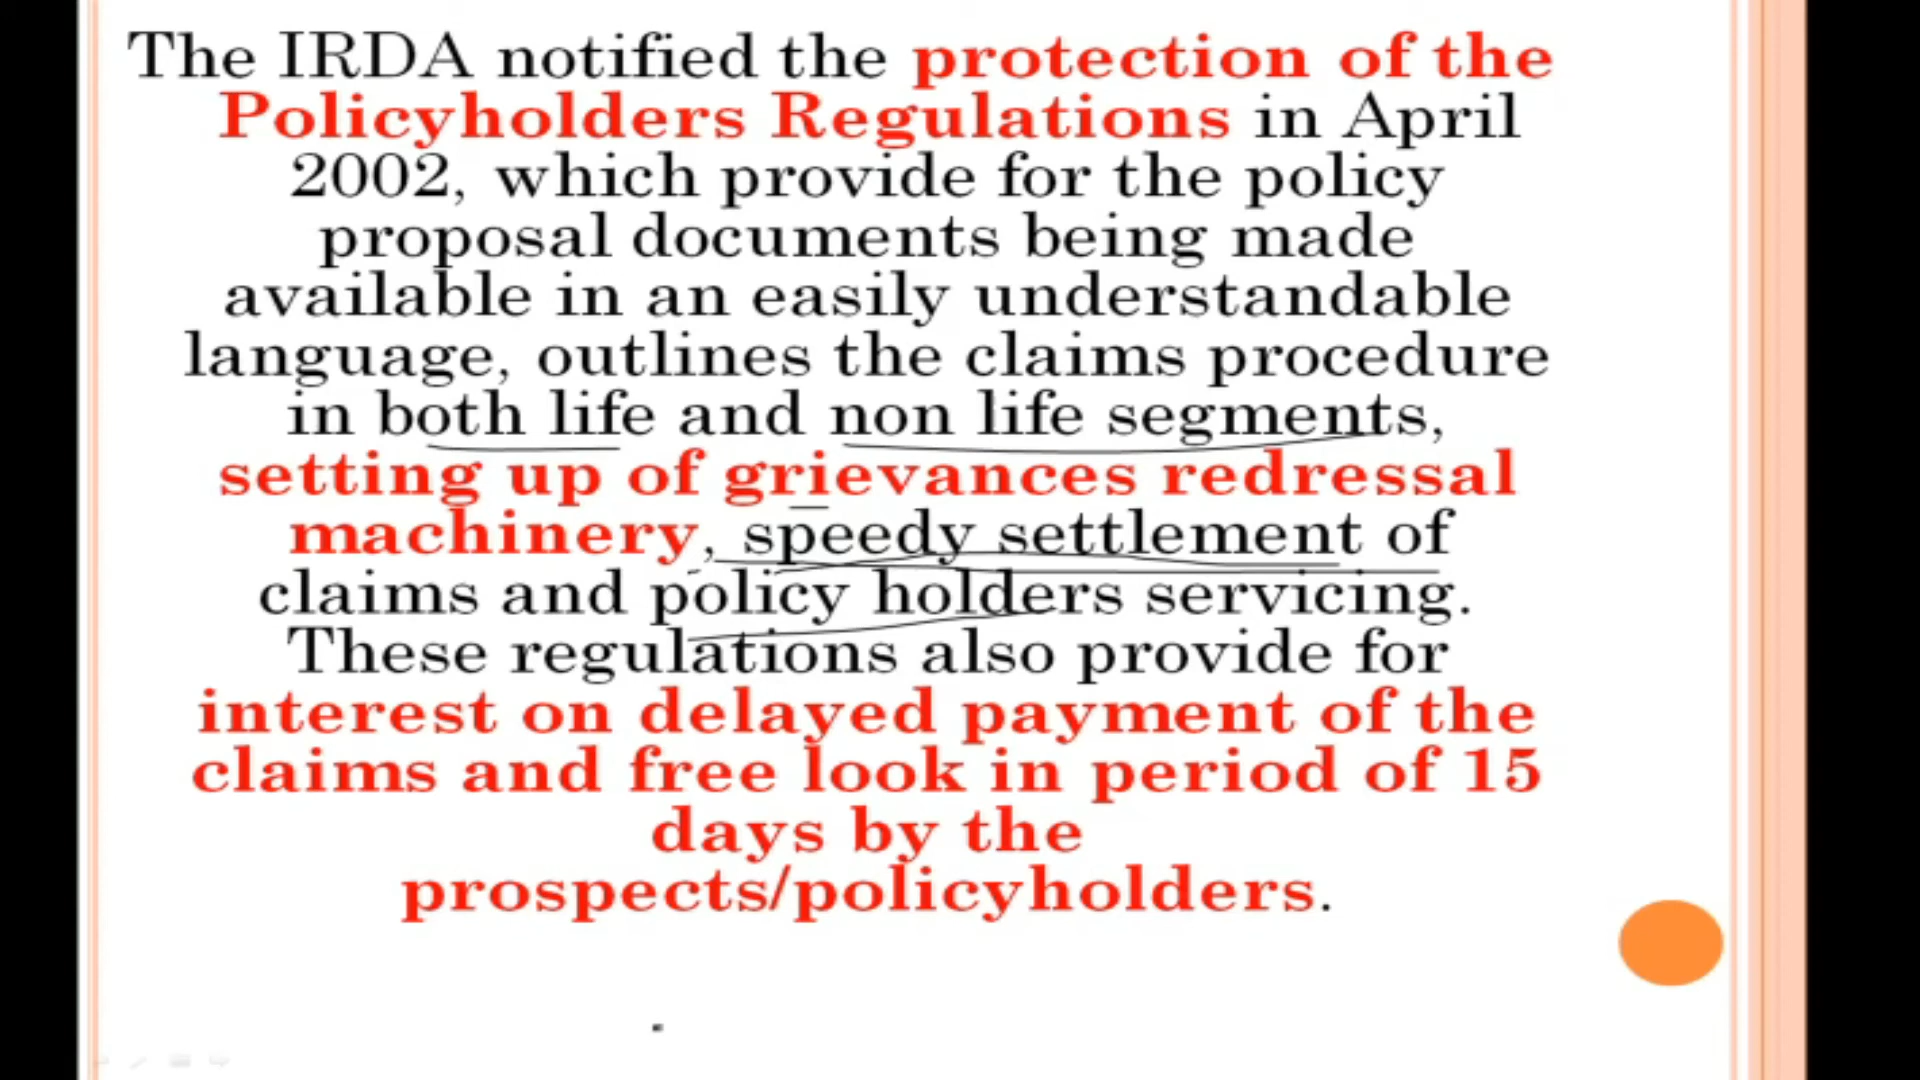 The IRDA notified the protection of the
Policyholders Regulations in April
2002, which provide for the policy
proposal documents being made
available in an easily understandable
language, outlines the claims procedure
in both life and non life segments,
setting up of grievances redressal
machinery, speedy settlement of
claims and policy holders servicing.
These regulations also provide for
interest on delayed payment of the
claims and free look in period of 15
days by the
prospects/policyholders.